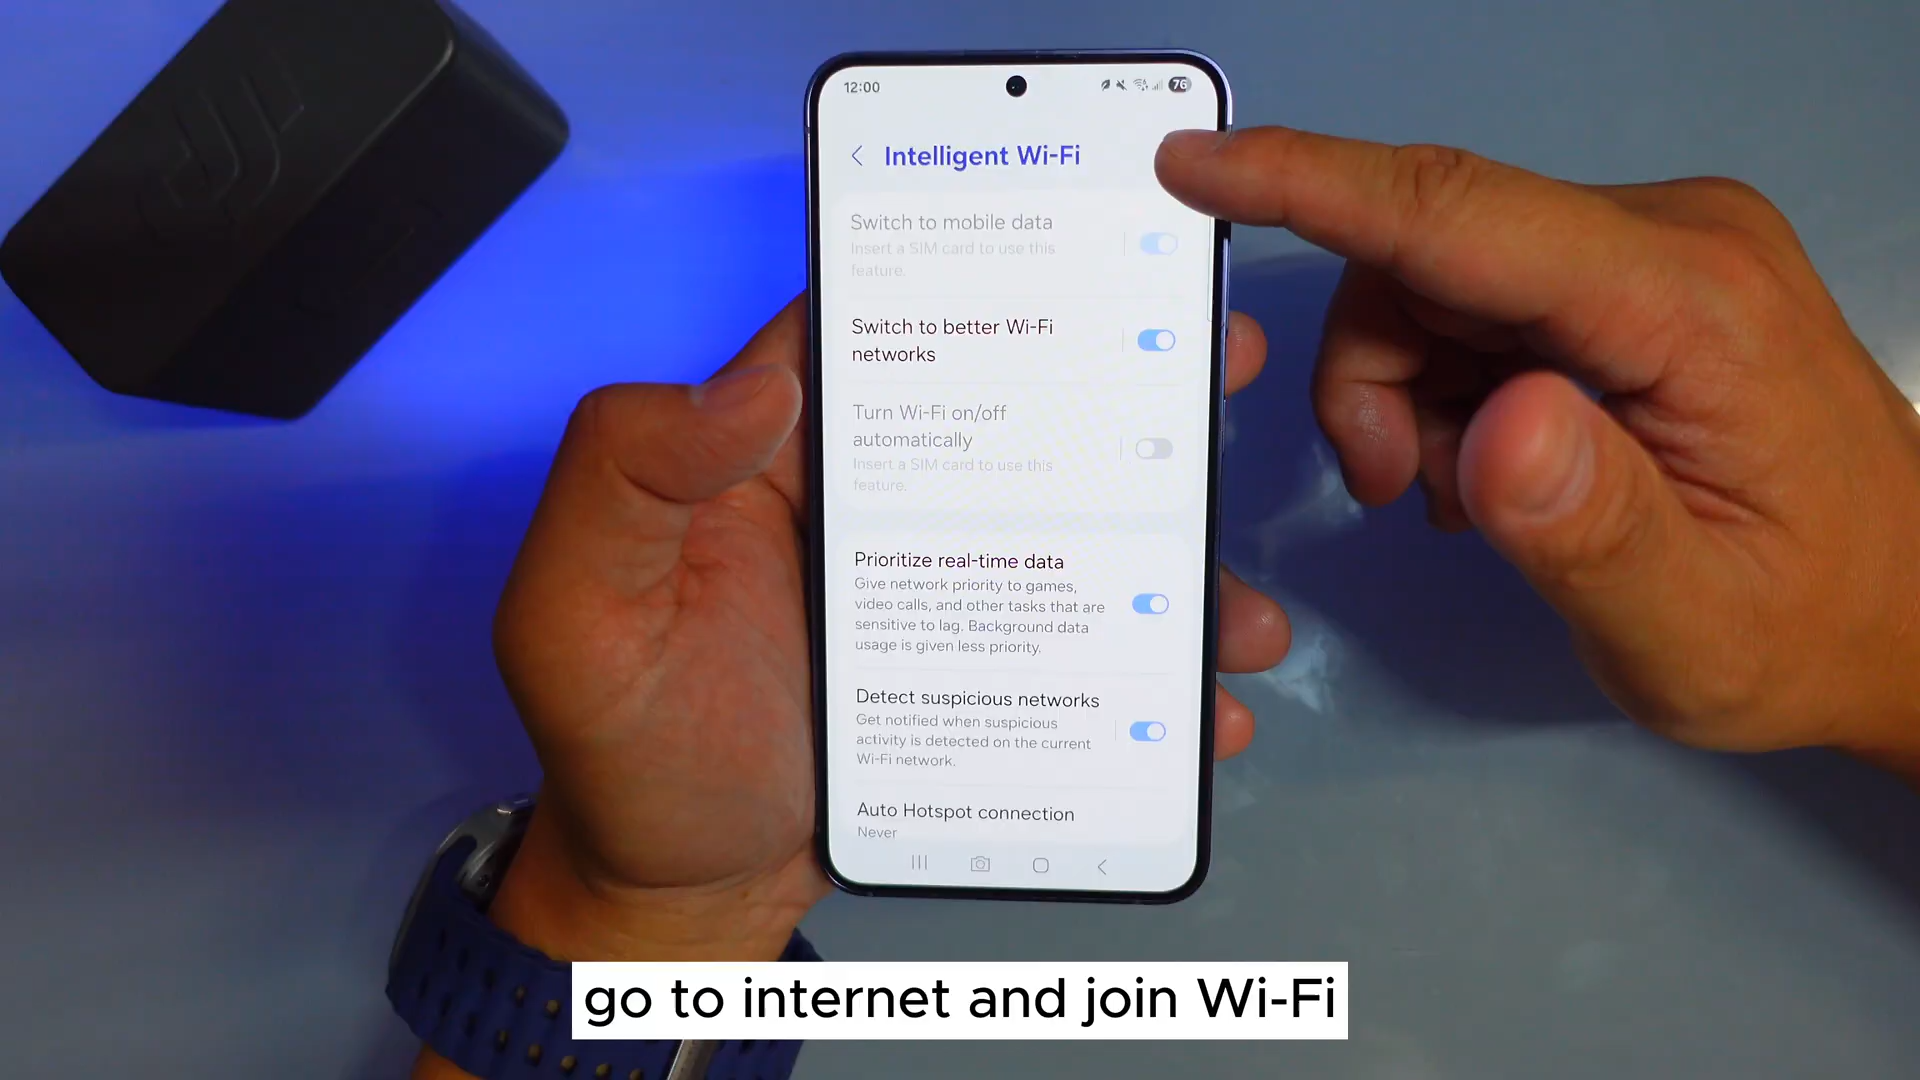 12:00
76
Intelligent Wi-Fi
Switch to mobile data
Insert a SIM card to use this
feature.
Switch to better Wi-Fi
networks
Turn Wi-Fi on/off
automatically
Insert a SIM card to use this
feature.
Prioritize real-time data
Give network priority to games,
video calls, and other tasks that are
sensitive to lag. Background data
usage is given less priority.
Detect suspicious networks
Get notified when suspicious
activity is detected on the current
Wi-Fi network.
Auto Hotspot connection
Never
go to internet and join Wi-Fi